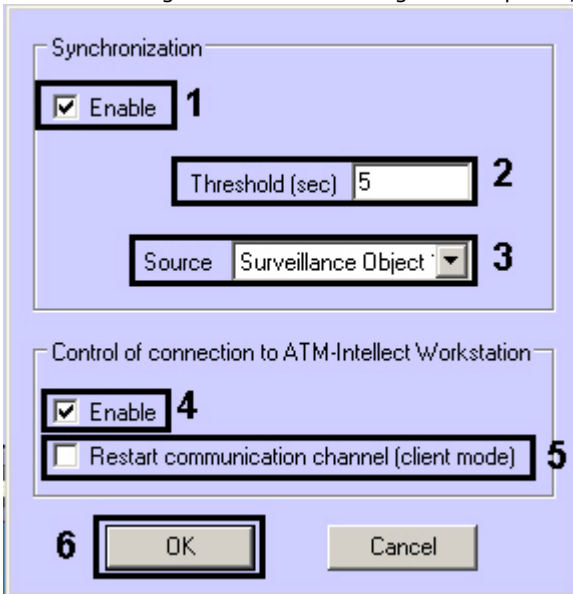 Synchronization
Enable 1
Threshold (sec) 5 2
Source Surveillance Object 3
Control of connection to ATM-Intellect Workstation
Enable 4
Restart communication channel (client mode) 5
6 OK Cancel